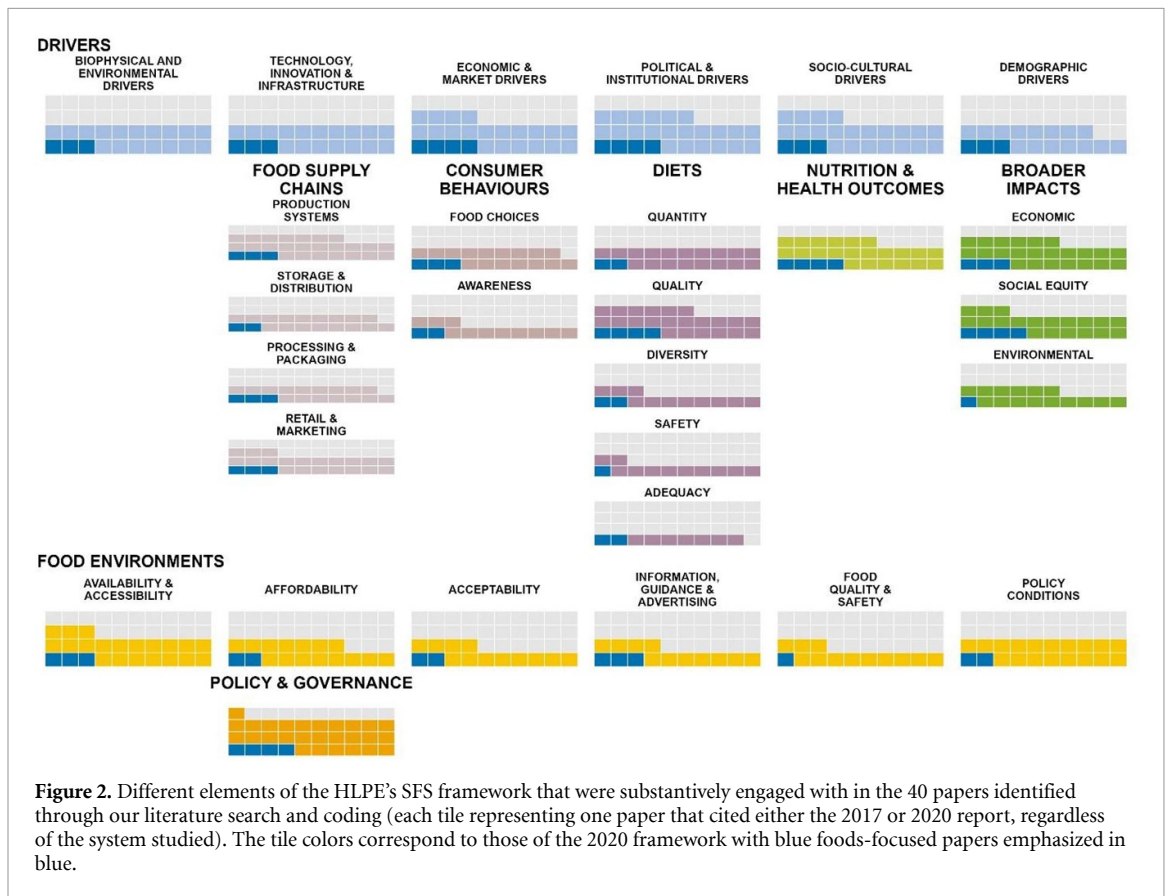 DRIVERS
BIOPHYSICAL AND
ENVIRONMENTAL
DRIVERS
TECHNOLOGY,
INNOVATION &
INFRASTRUCTURE
ECONOMIC &
MARKET DRIVERS
POLITICAL &
INSTITUTIONAL DRIVERS
SOCIO-CULTURAL
DRIVERS
DEMOGRAPHIC
DRIVERS
FOOD SUPPLY
CHAINS
PRODUCTION
SYSTEMS
STORAGE &
DISTRIBUTION
PROCESSING &
PACKAGING
RETAIL &
MARKETING
CONSUMER
BEHAVIOURS
FOOD CHOICES
AWARENESS
DIETS
QUANTITY
QUALITY
DIVERSITY
SAFETY
ADEQUACY
NUTRITION &
HEALTH OUTCOMES
BROADER
IMPACTS
ECONOMIC
SOCIAL EQUITY
ENVIRONMENTAL
FOOD ENVIRONMENTS
AVAILABILITY &
ACCESSIBILITY
AFFORDABILITY
ACCEPTABILITY
INFORMATION,
GUIDANCE &
ADVERTISING
FOOD
QUALITY &
SAFETY
POLICY
CONDITIONS
POLICY & GOVERNANCE
Figure 2. Different elements of the HLPE's SFS framework that were substantively engaged with in the 40 papers identified
through our literature search and coding (each tile representing one paper that cited either the 2017 or 2020 report, regardless
of the system studied). The tile colors correspond to those of the 2020 framework with blue foods-focused papers emphasized in
blue.